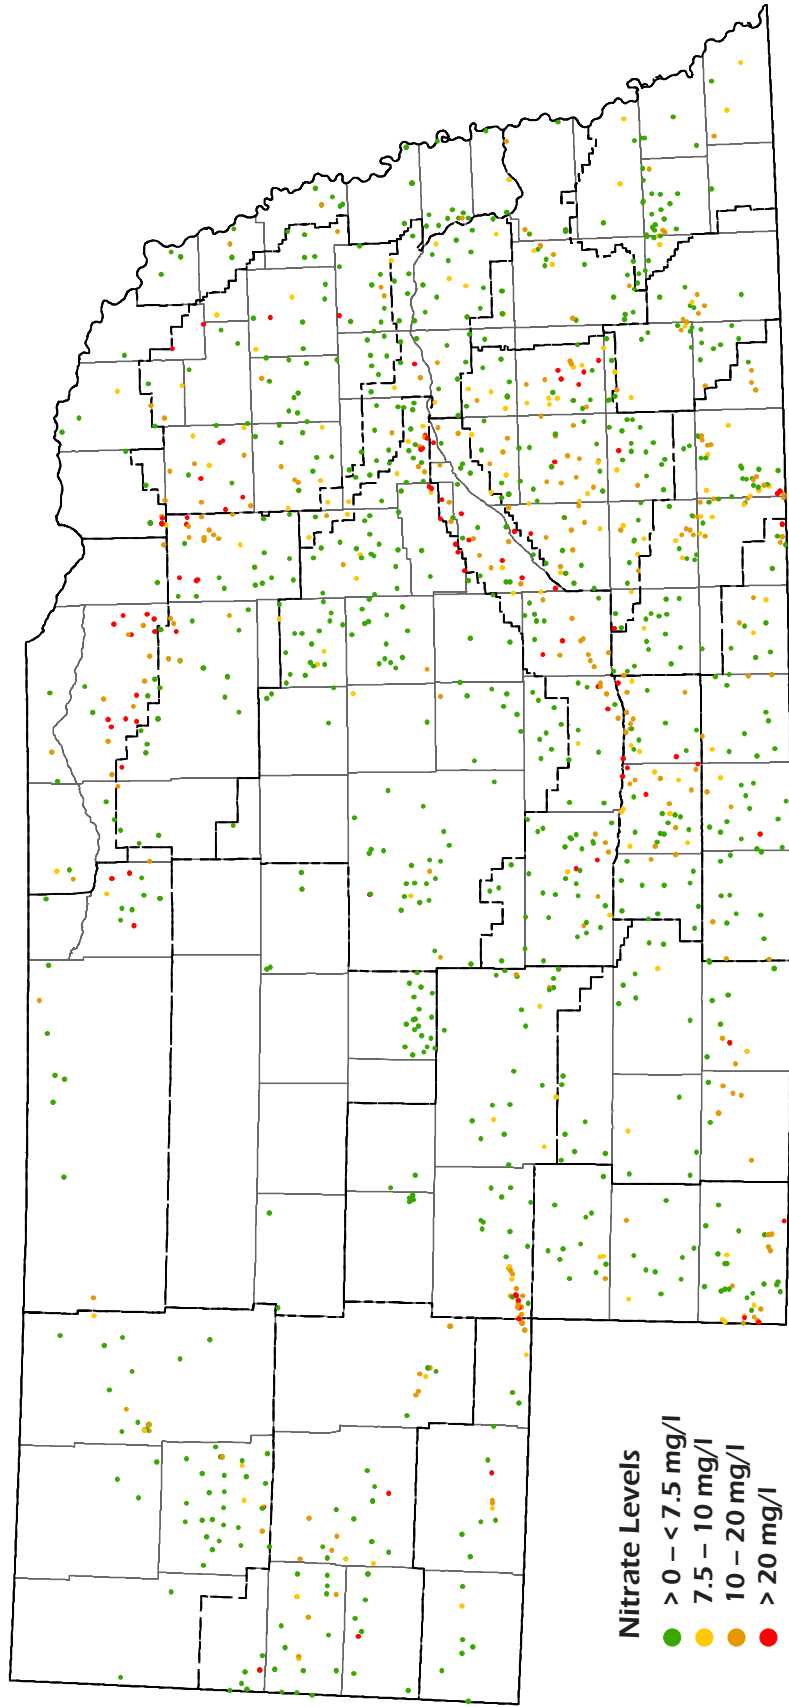 Nitrate Levels
> 0 – < 7.5 mg/l
7.5 – 10 mg/l
10 – 20 mg/l
> 20 mg/l